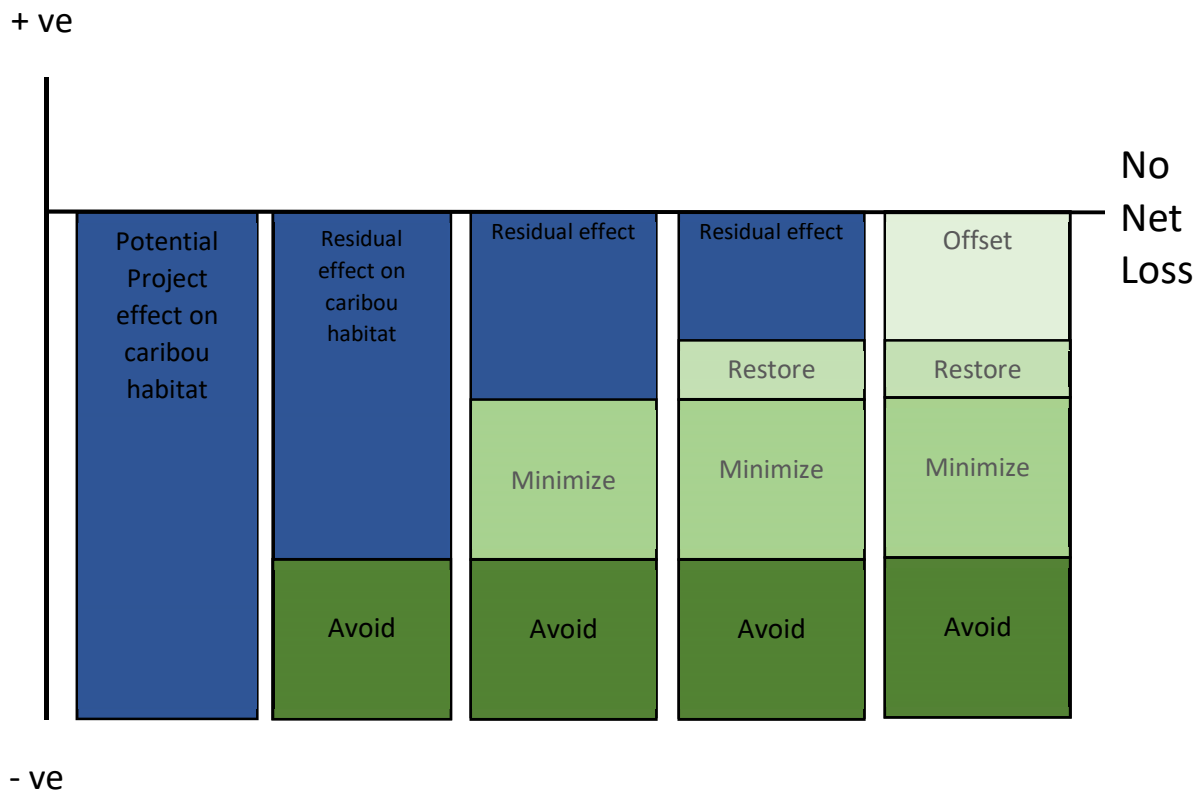 + ve
No
Net
Loss
Potential
Project
effect on
caribou
habitat
Residual
effect on
caribou
habitat
Avoid
Residual effect
Minimize
Avoid
Residual effect
Restore
Minimize
Avoid
Offset
Restore
Minimize
Avoid
- ve